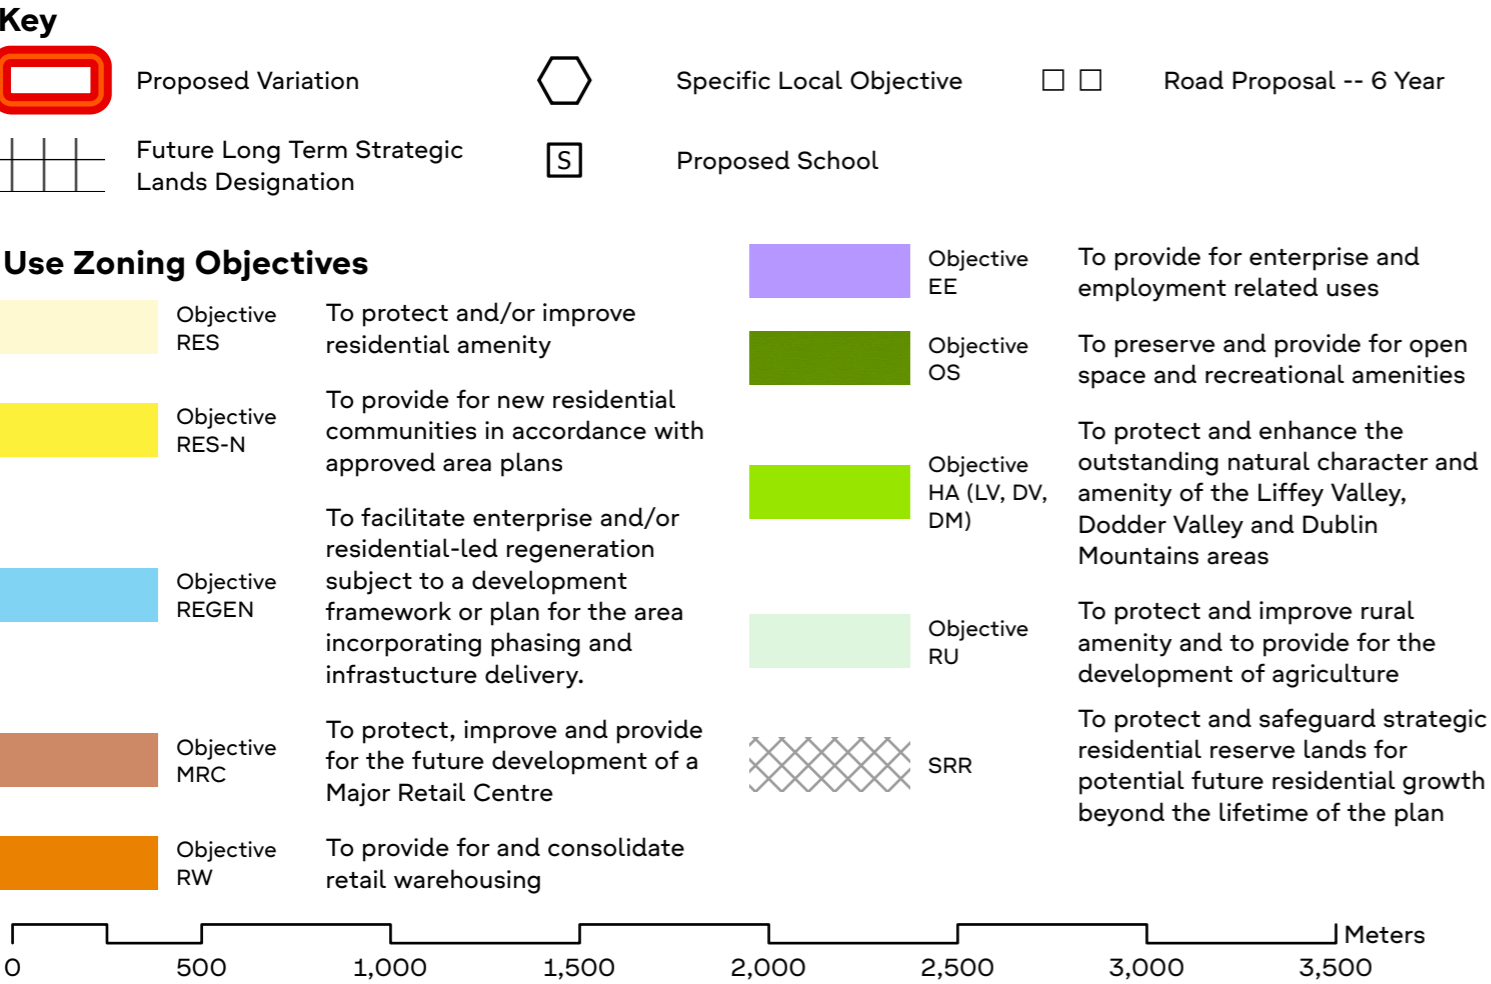 Key
Proposed Variation
Specific Local Objective
Road Proposal -- 6 Year
Future Long Term Strategic
Lands Designation
S
Proposed School
Use Zoning Objectives
Objective
RES
To protect and/or improve
residential amenity
Objective
RES-N
To provide for new residential
communities in accordance with
approved area plans
Objective
REGEN
To facilitate enterprise and/or
residential-led regeneration
subject to a development
framework or plan for the area
incorporating phasing and
infrastucture delivery.
Objective
MRC
To protect, improve and provide
for the future development of a
Major Retail Centre
Objective
RW
To provide for and consolidate
retail warehousing
Objective
EE
To provide for enterprise and
employment related uses
Objective
OS
To preserve and provide for open
space and recreational amenities
Objective
HA (LV, DV,
DM)
To protect and enhance the
outstanding natural character and
amenity of the Liffey Valley,
Dodder Valley and Dublin
Mountains areas
Objective
RU
To protect and improve rural
amenity and to provide for the
development of agriculture
SRR
To protect and safeguard strategic
residential reserve lands for
potential future residential growth
beyond the lifetime of the plan
Meters
0 500 1,000 1,500 2,000 2,500 3,000 3,500